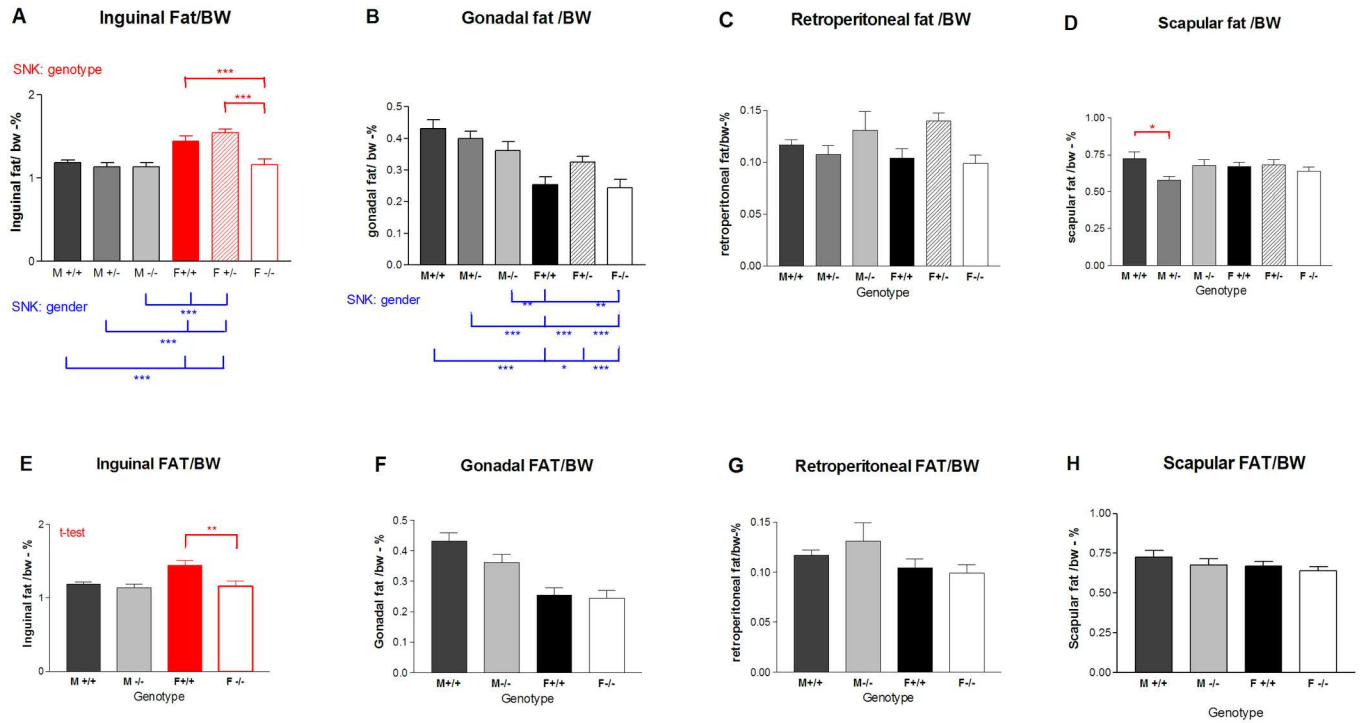 A Inguinal Fat/BW
SNK: genotype
***
***
Inguinal fat/ bw -%
2
1
0
M +/+ M +/- M -/- F+/+ F +/- F -/-
SNK: gender
***
***
***
B Gonadal fat /BW
gonadal fat/ bw -%
0.5
0.4
0.3
0.2
0.1
0.0
M+/+ M+/- M-/- F+/+ F+/- F-/-
SNK: gender
** **
*** *** ***
*** * ***
C Retroperitoneal fat /BW
retroperitoneal fat/bw-%
0.15
0.10
0.05
0.00
M+/+ M+/- M-/- F+/+ F+/- F-/-
Genotype
D Scapular fat /BW
*
scapular fat /bw - %
1.00
0.75
0.50
0.25
0.00
M +/+ M +/- M -/- F +/+ F+/- F -/-
Genotype
E Inguinal FAT/BW
t-test
**
Inguinal fat /bw - %
2
1
0
M +/+ M -/- F+/+ F -/-
Genotype
F Gonadal FAT/BW
Gonadal fat /bw - %
0.5
0.4
0.3
0.2
0.1
0.0
M+/+ M-/- F+/+ F-/-
Genotype
G Retroperitoneal FAT/BW
retroperitoneal fat/bw-%
0.15
0.10
0.05
0.00
M+/+ M-/- F+/+ F-/-
Genotype
H Scapular FAT/BW
Scapular fat /bw - %
1.00
0.75
0.50
0.25
0.00
M +/+ M -/- F +/+ F -/-
Genotype